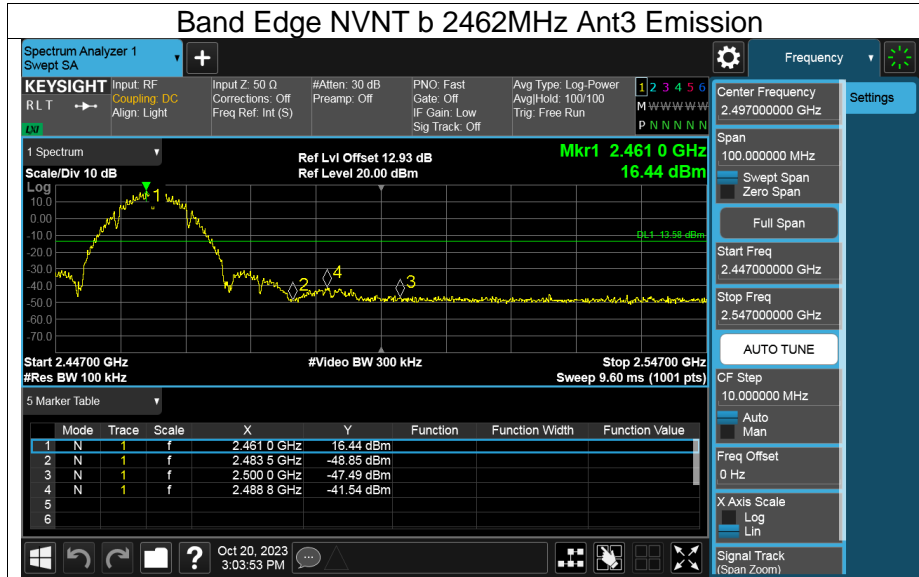 Band Edge NVNT b 2462MHz Ant3 Emission
Spectrum Analyzer 1
Swept SA
+
Frequency
KEYSIGHT
R L T
LXI
Input: RF
Coupling: DC
Align: Light
Input Z: 50 Ω
Corrections: Off
Freq Ref: Int (S)
#Atten: 30 dB
Preamp: Off
PNO: Fast
Gate: Off
IF Gain: Low
Sig Track: Off
Avg Type: Log-Power
Avg|Hold: 100/100
Trig: Free Run
1 2 3 4 5 6
M W W W W W
P N N N N N
1 Spectrum
Scale/Div 10 dB
Ref Lvl Offset 12.93 dB
Ref Level 20.00 dBm
Mkr1 2.461 0 GHz
16.44 dBm
Log
10.0
0.00
-10.0
-20.0
-30.0
-40.0
-50.0
-60.0
-70.0
1
2
4
3
DL1 -13.58 dBm
Start 2.44700 GHz
#Res BW 100 kHz
#Video BW 300 kHz
Stop 2.54700 GHz
Sweep 9.60 ms (1001 pts)
5 Marker Table
Mode Trace Scale X Y Function Function Width Function Value
1 N 1 f 2.461 0 GHz 16.44 dBm
2 N 1 f 2.483 5 GHz -48.85 dBm
3 N 1 f 2.500 0 GHz -47.49 dBm
4 N 1 f 2.488 8 GHz -41.54 dBm
5
6
?
Oct 20, 2023
3:03:53 PM
Center Frequency
2.497000000 GHz
Settings
Span
100.000000 MHz
Swept Span
Zero Span
Full Span
Start Freq
2.447000000 GHz
Stop Freq
2.547000000 GHz
AUTO TUNE
CF Step
10.000000 MHz
Auto
Man
Freq Offset
0 Hz
X Axis Scale
Log
Lin
Signal Track
(Span Zoom)